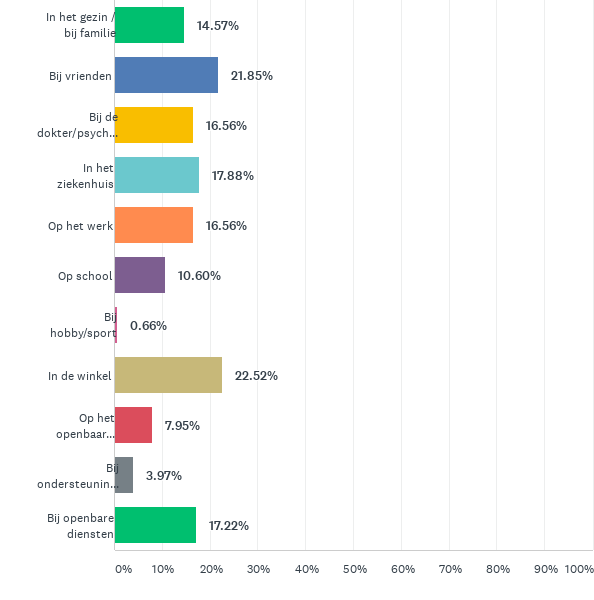 In het gezin /
bij familie
14.57%
Bij vrienden
21.85%
Bij de
dokter/psych...
16.56%
In het
ziekenhuis
17.88%
Op het werk
16.56%
Op school
10.60%
Bij
hobby/sport
0.66%
In de winkel
22.52%
Op het
openbaar...
7.95%
Bij
ondersteunin...
3.97%
Bij openbare
diensten
17.22%
0% 10% 20% 30% 40% 50% 60% 70% 80% 90% 100%